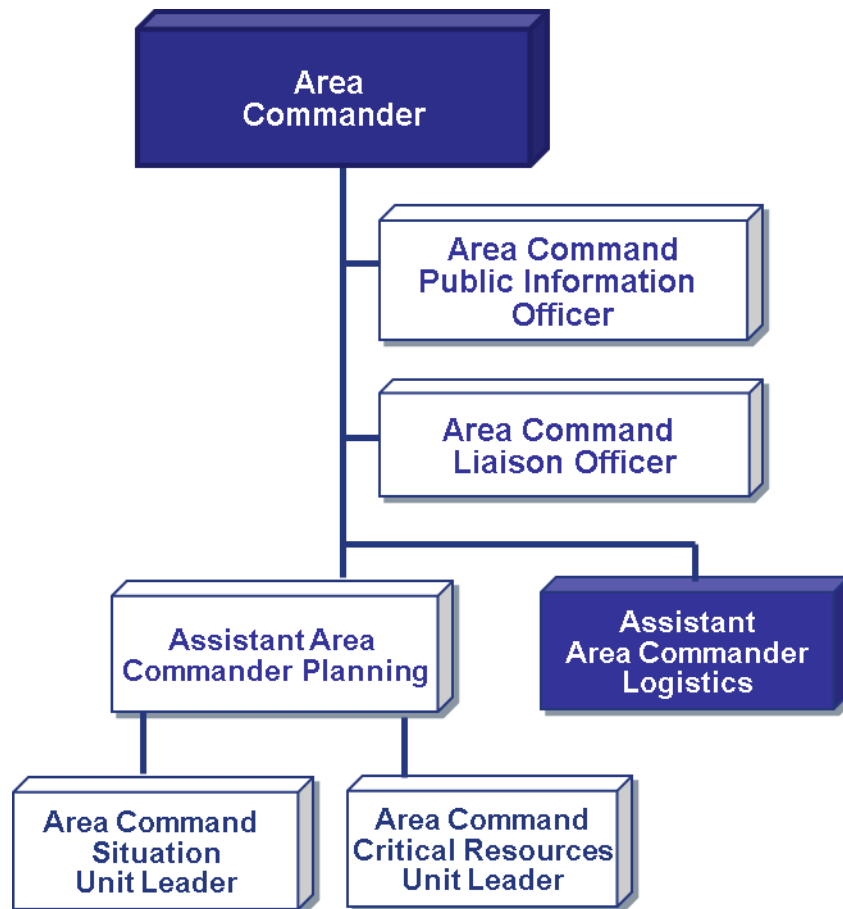 Area
Commander
Area Command
Public Information
Officer
Area Command
Liaison Officer
Assistant Area
Commander Planning
Assistant
Area Commander
Logistics
Area Command
Situation
Unit Leader
Area Command
Critical Resources
Unit Leader